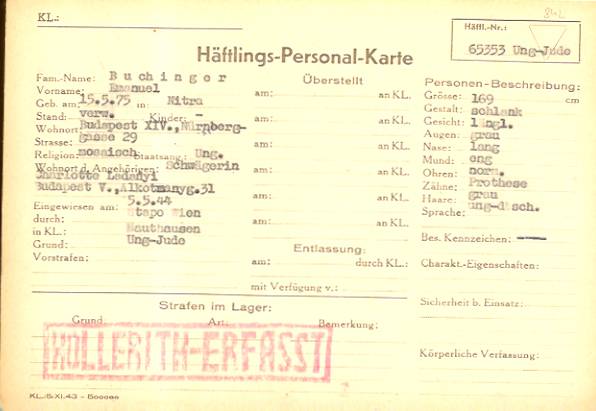 KL.:
Häftl.-Nr.:
65353 Ung-Jude
Häftlings-Personal-Karte
Fam.-Name: Buchinger
Vorname: Emanuel
Geb. am: 15.5.75 in: Nitra
Stand: verw. Kinder: -
Wohnort: Budapest XIV., Nürnberg-
Strasse: gasse 29
Religion: mosaisch Staatsang. Ung.
Wohnort d. Angehörigen: Schwägerin
Charlotte Ladanyi
Budapest V., Alkotmanyg.31
Eingewiesen am: 5.5.44
durch: Stapo Wien
in KL.: Mauthausen
Grund: Ung-Jude
Vorstrafen:
Überstellt
am: an KL.
am: an KL.
am: an KL.
am: an KL.
am: an KL.
am: an KL.
Entlassung:
am: durch KL.:
mit Verfügung v.:
Personen-Beschreibung:
Grösse: 169 cm
Gestalt: schlank
Gesicht: längl.
Augen: grau
Nase: lang
Mund: eng
Ohren: norm.
Zähne: Prothese
Haare: grau
Sprache: ung-dtsch.
Bes. Kennzeichen: ---
Charakt.-Eigenschaften:
Sicherheit b. Einsatz:
Körperliche Verfassung:
Strafen im Lager:
Grund: Art: Bemerkung:
HOLLERITH-ERFASST